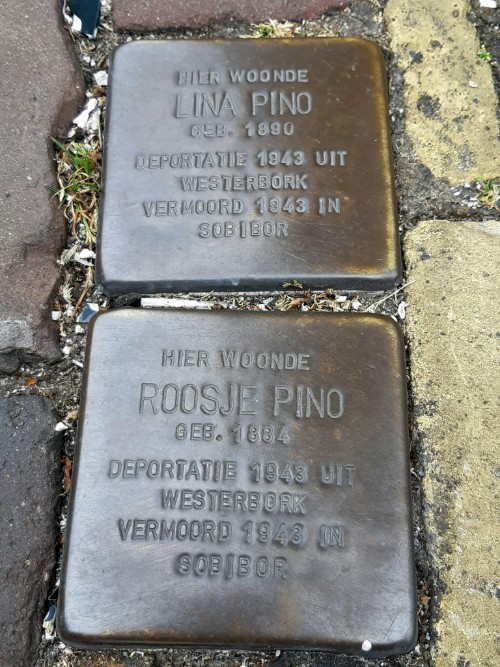 HIER WOONDE
LINA PINO
GEB. 1890
DEPORTATIE 1943 UIT
WESTERBORK
VERMOORD 1943 IN
SOBIBOR
HIER WOONDE
ROOSJE PINO
GEB. 1884
DEPORTATIE 1943 UIT
WESTERBORK
VERMOORD 1943 IN
SOBIBOR